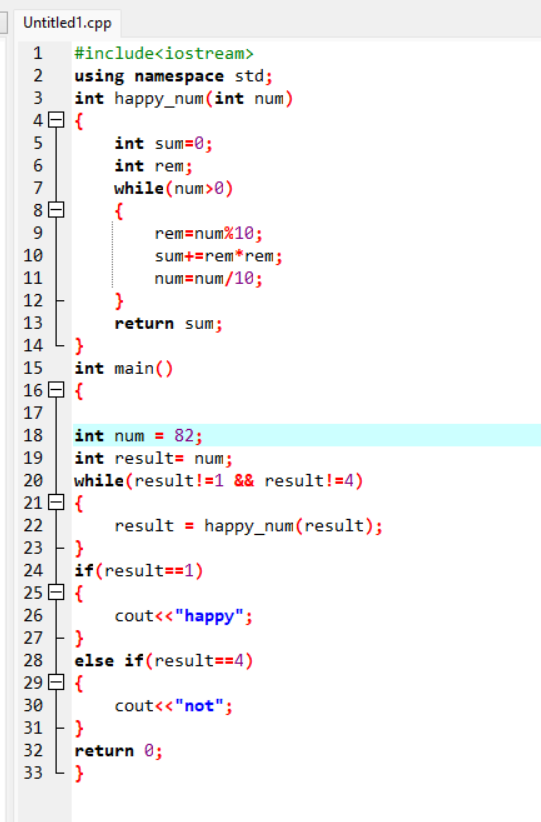 Untitled1.cpp
1 #include<iostream>
2 using namespace std;
3 int happy_num(int num)
4 {
5 int sum=0;
6 int rem;
7 while(num>0)
8 {
9 rem=num%10;
10 sum+=rem*rem;
11 num=num/10;
12 }
13 return sum;
14 }
15 int main()
16 {
17
18 int num = 82;
19 int result= num;
20 while(result!=1 && result!=4)
21 {
22 result = happy_num(result);
23 }
24 if(result==1)
25 {
26 cout<<"happy";
27 }
28 else if(result==4)
29 {
30 cout<<"not";
31 }
32 return 0;
33 }